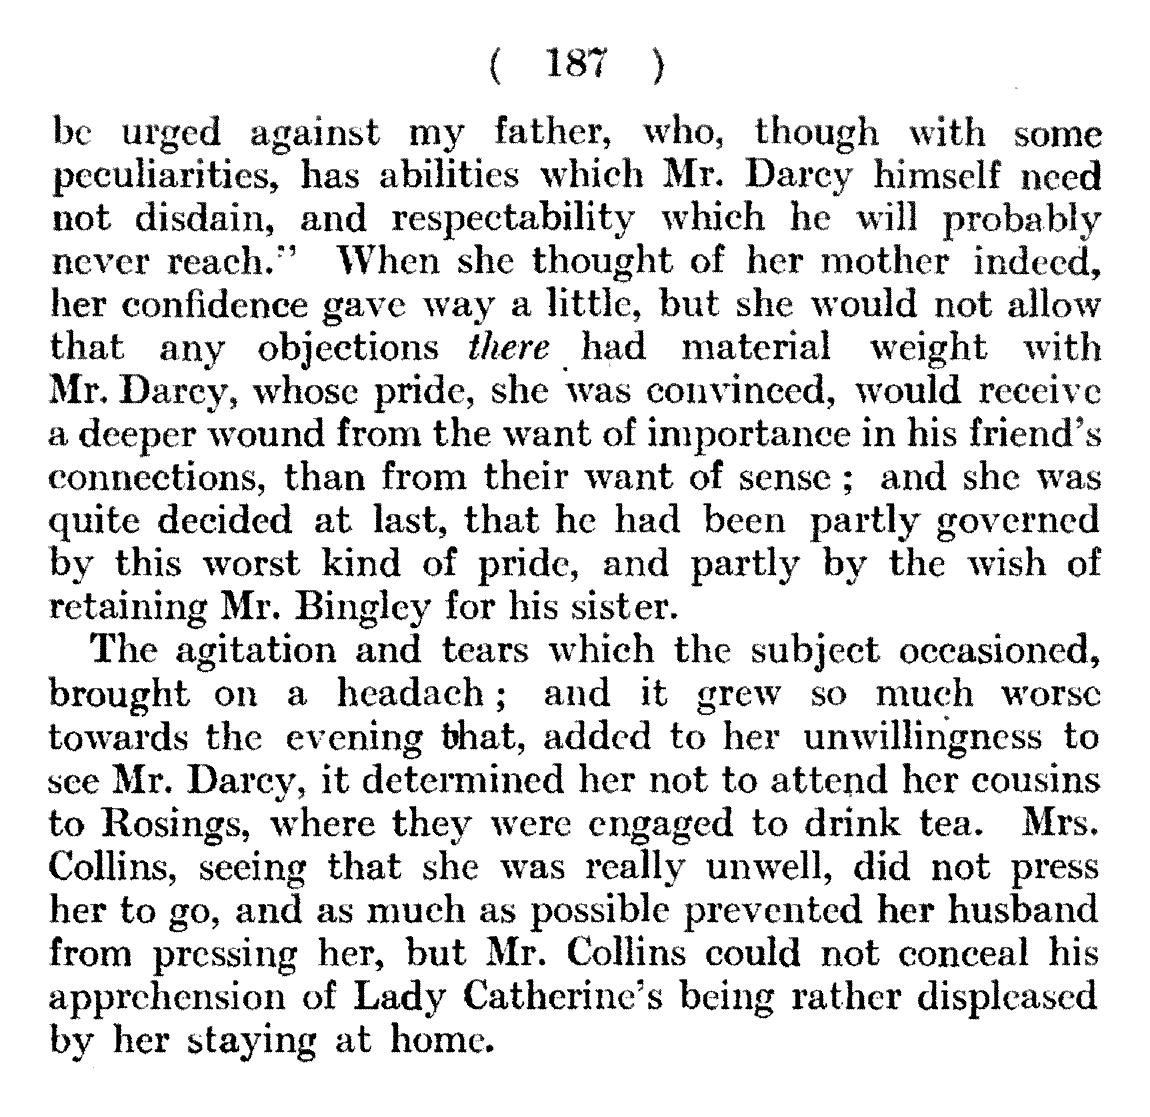 ( 187 )
be urged against my father, who, though with some
peculiarities, has abilities which Mr. Darcy himself need
not disdain, and respectability which he will probably
never reach." When she thought of her mother indeed,
her confidence gave way a little, but she would not allow
that any objections there had material weight with
Mr. Darcy, whose pride, she was convinced, would receive
a deeper wound from the want of importance in his friend's
connections, than from their want of sense ; and she was
quite decided at last, that he had been partly governed
by this worst kind of pride, and partly by the wish of
retaining Mr. Bingley for his sister.
The agitation and tears which the subject occasioned,
brought on a headach ; and it grew so much worse
towards the evening that, added to her unwillingness to
see Mr. Darcy, it determined her not to attend her cousins
to Rosings, where they were engaged to drink tea. Mrs.
Collins, seeing that she was really unwell, did not press
her to go, and as much as possible prevented her husband
from pressing her, but Mr. Collins could not conceal his
apprehension of Lady Catherine's being rather displeased
by her staying at home.